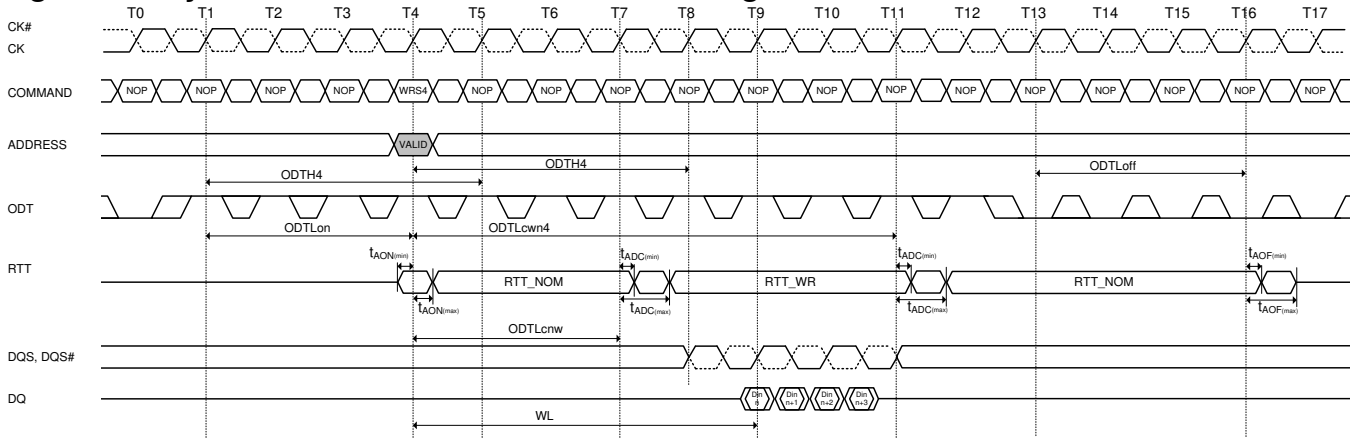 T0 T1 T2 T3 T4 T5 T6 T7 T8 T9 T10 T11 T12 T13 T14 T15 T16 T17
CK#
CK
COMMAND NOP NOP NOP NOP WRS4 NOP NOP NOP NOP NOP NOP NOP NOP NOP NOP NOP NOP NOP
ADDRESS VALID
ODTH4 ODTH4 ODTLoff
ODT
ODTLon ODTLcwn4
tAON(min) tADC(min) tADC(min) tAOF(min)
RTT RTT_NOM RTT_WR RTT_NOM
tAON(max) tADC(max) tADC(max) tAOF(max)
ODTLcnw
DQS, DQS#
DQ Din n Din n+1 Din n+2 Din n+3
WL